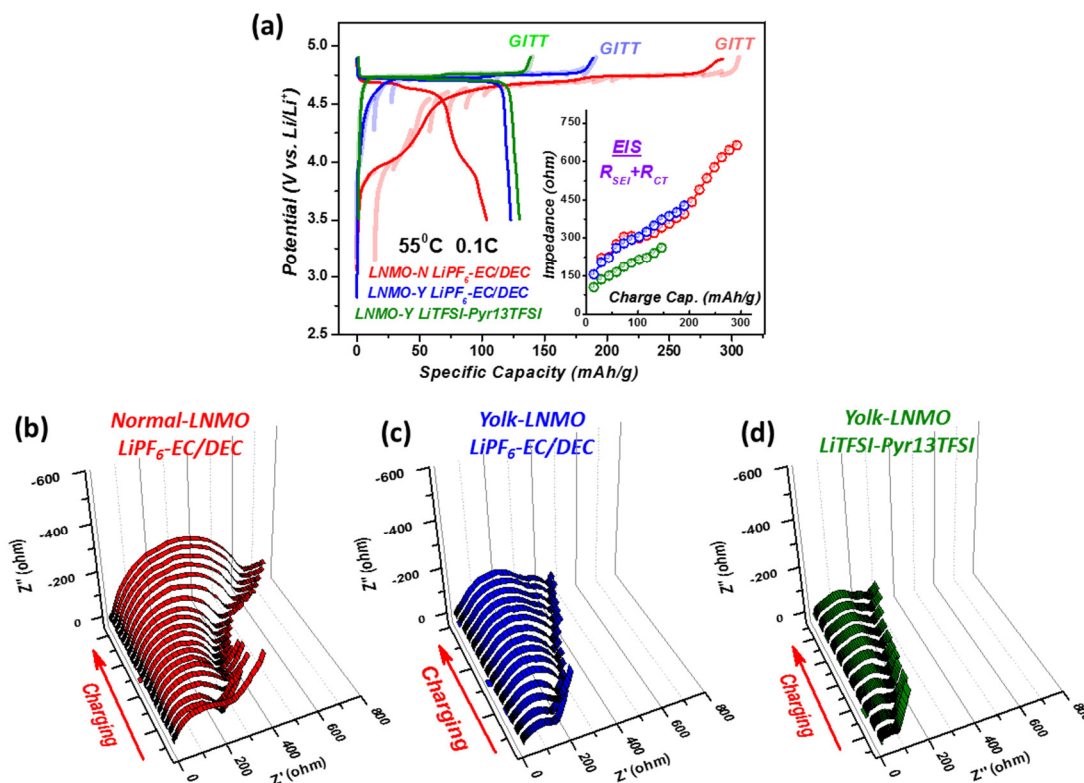 (a)
GITT
GITT
GITT
5.0
4.5
4.0
3.5
3.0
2.5
Potential (V vs. Li/Li⁺)
0
50
100
150
200
250
300
Specific Capacity (mAh/g)
55⁰C 0.1C
LNMO-N LiPF₆-EC/DEC
LNMO-Y LiPF₆-EC/DEC
LNMO-Y LiTFSI-Pyr13TFSI
750
600
450
300
150
0
Impedance (ohm)
EIS
R_SEI+R_CT
Charge Cap. (mAh/g)
0
100
200
300
(b)
Normal-LNMO
LiPF₆-EC/DEC
-600
-400
-200
0
Z'' (ohm)
Charging
0
200
400
600
800
Z' (ohm)
(c)
Yolk-LNMO
LiPF₆-EC/DEC
-600
-400
-200
0
Z'' (ohm)
Charging
0
200
400
600
800
Z' (ohm)
(d)
Yolk-LNMO
LiTFSI-Pyr13TFSI
-600
-400
-200
0
Z'' (ohm)
Charging
0
200
400
600
800
Z' (ohm)